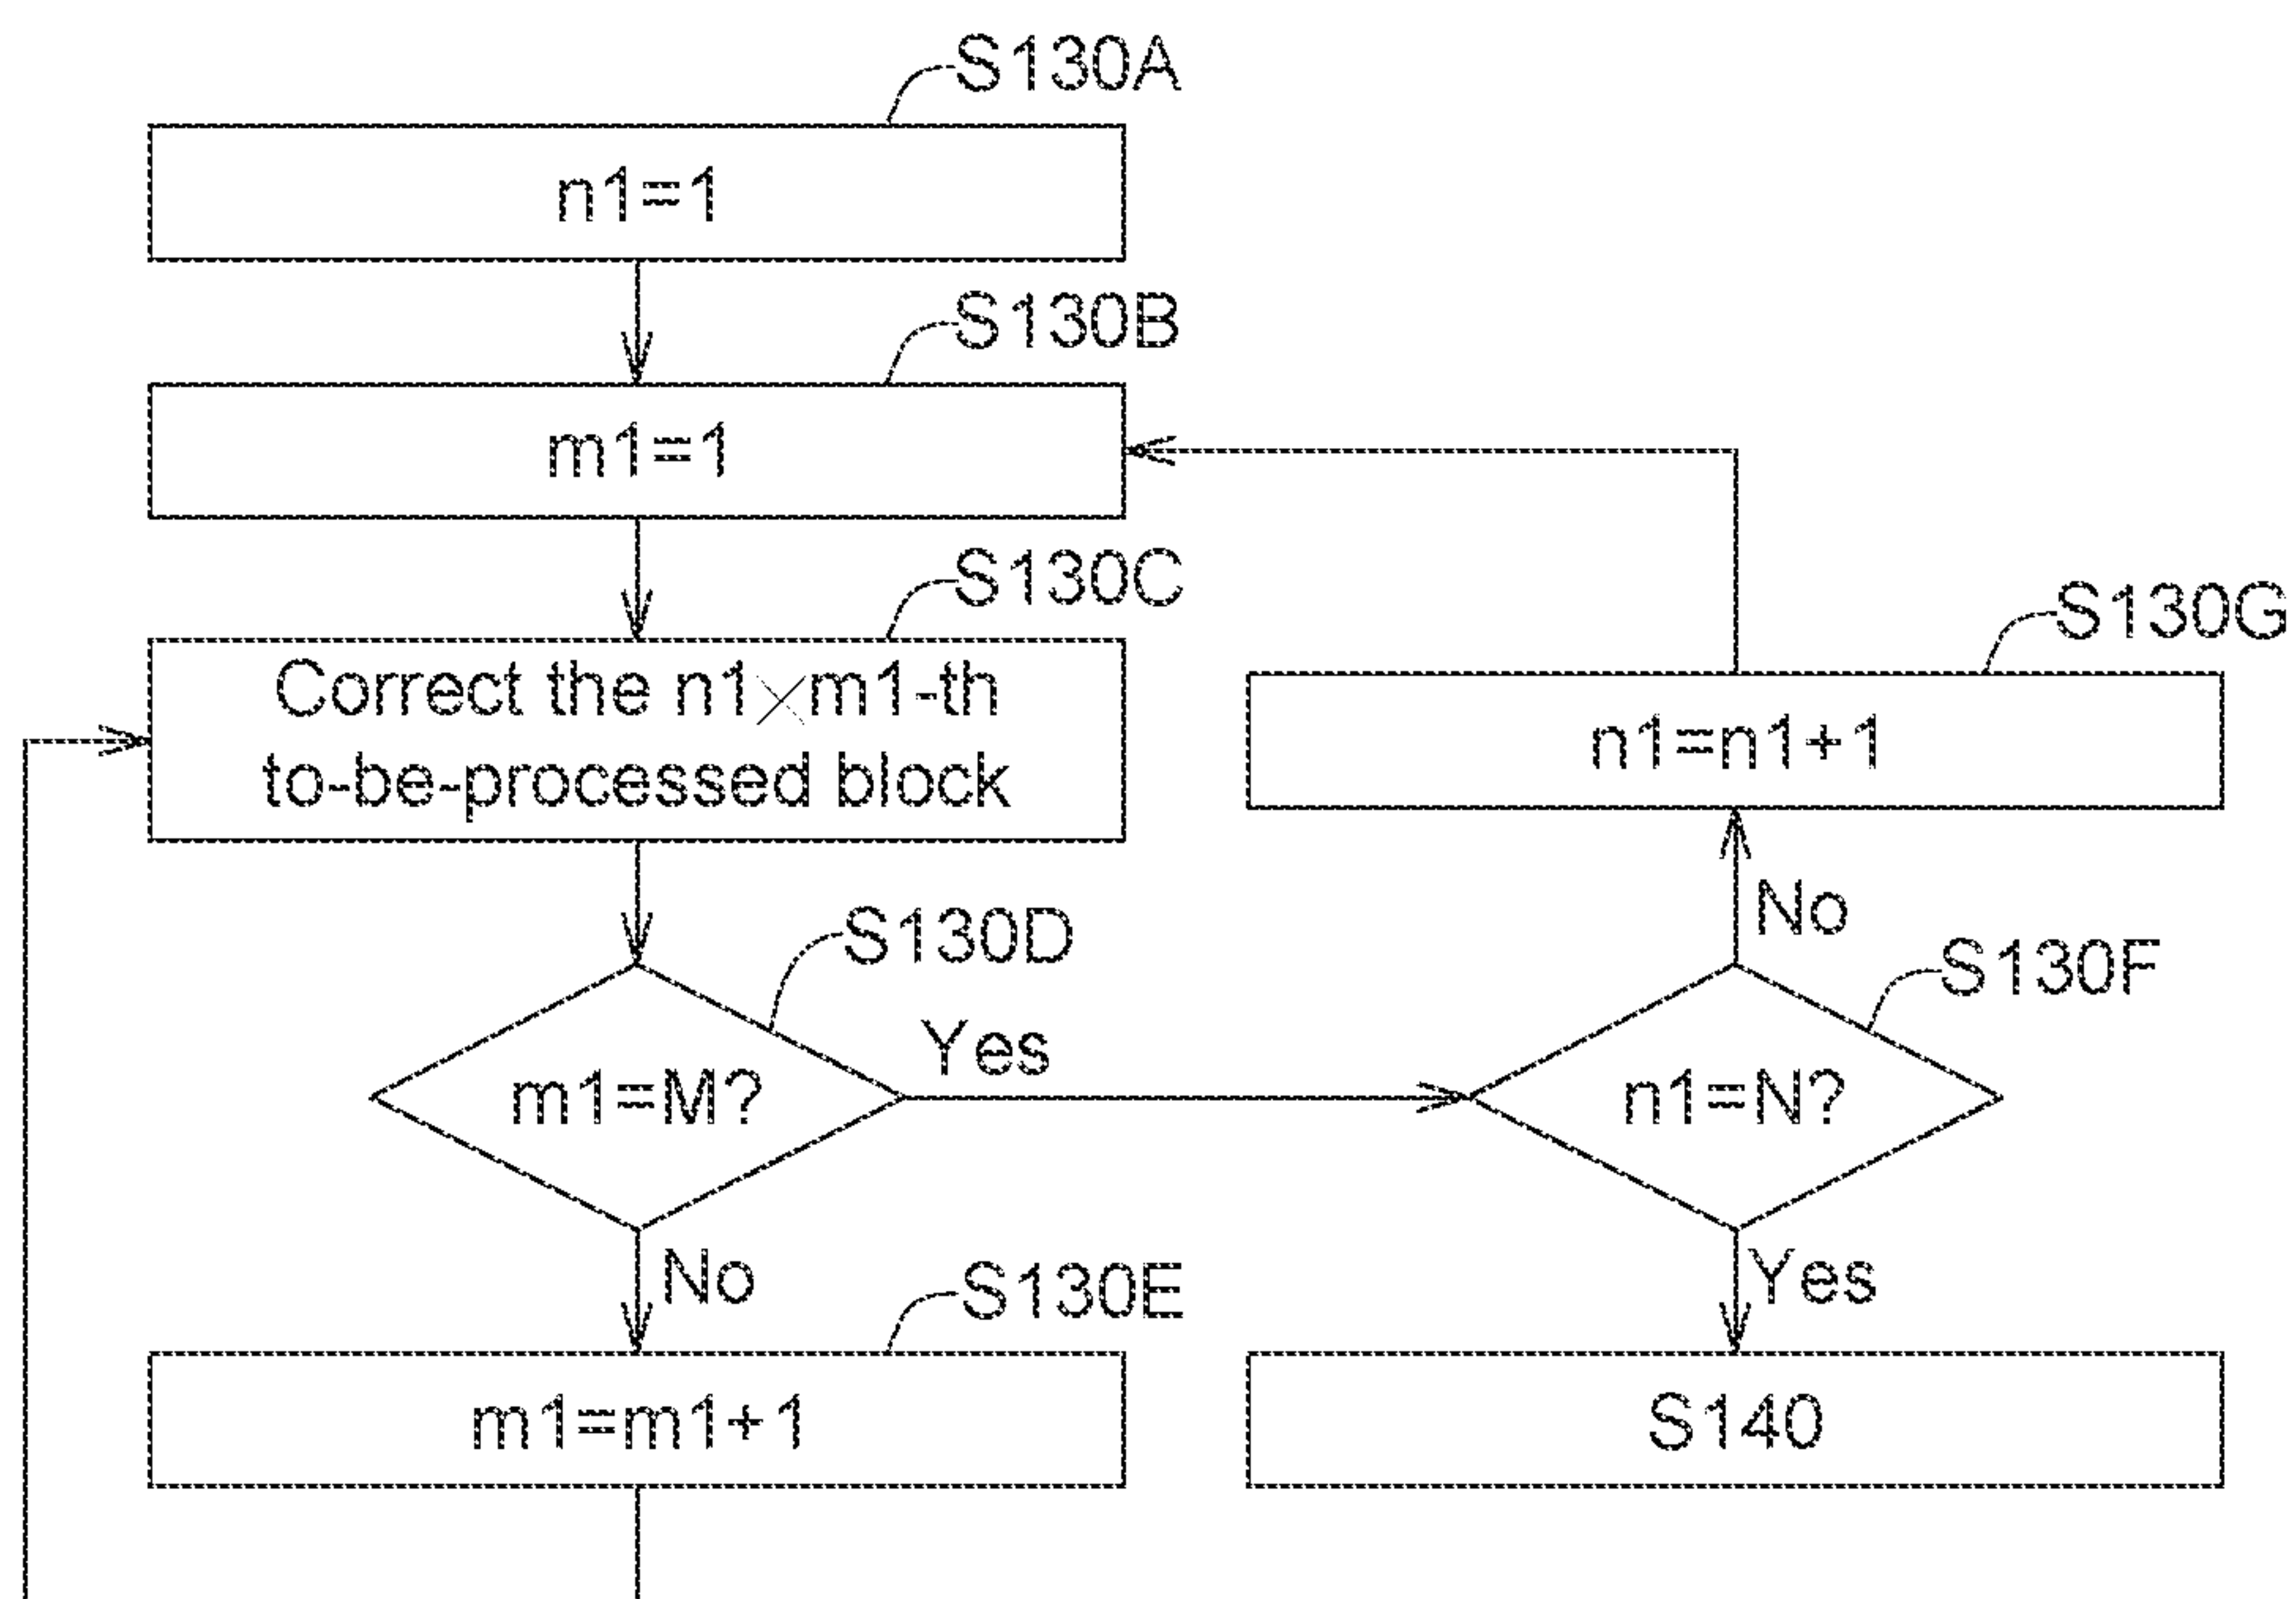 S130A
n1=1
S130B
m1=1
S130C
Correct the n1×m1-th
to-be-processed block
S130D
m1=M?
Yes
No
S130E
m1=m1+1
S130G
n1=n1+1
No
S130F
n1=N?
Yes
S140